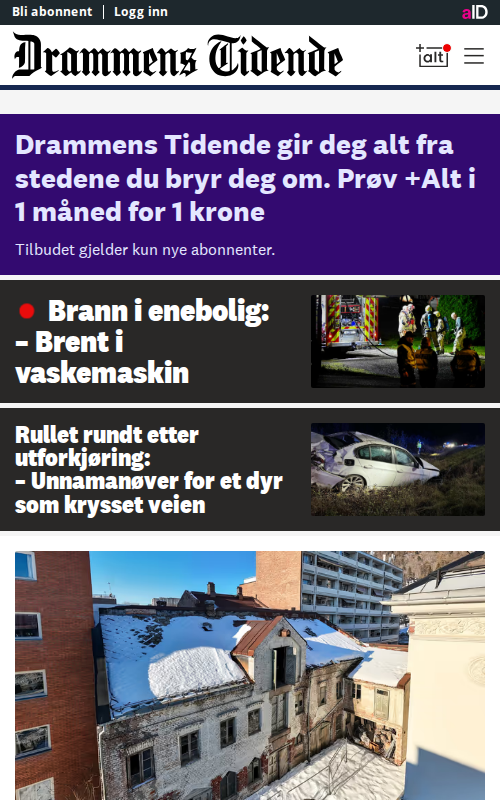 Bli abonnent | Logg inn
aID
Drammens Tidende
+alt
Drammens Tidende gir deg alt fra
stedene du bryr deg om. Prøv +Alt i
1 måned for 1 krone
Tilbudet gjelder kun nye abonnenter.
Brann i enebolig:
– Brent i
vaskemaskin
Rullet rundt etter
utforkjøring:
– Unnamanøver for et dyr
som krysset veien